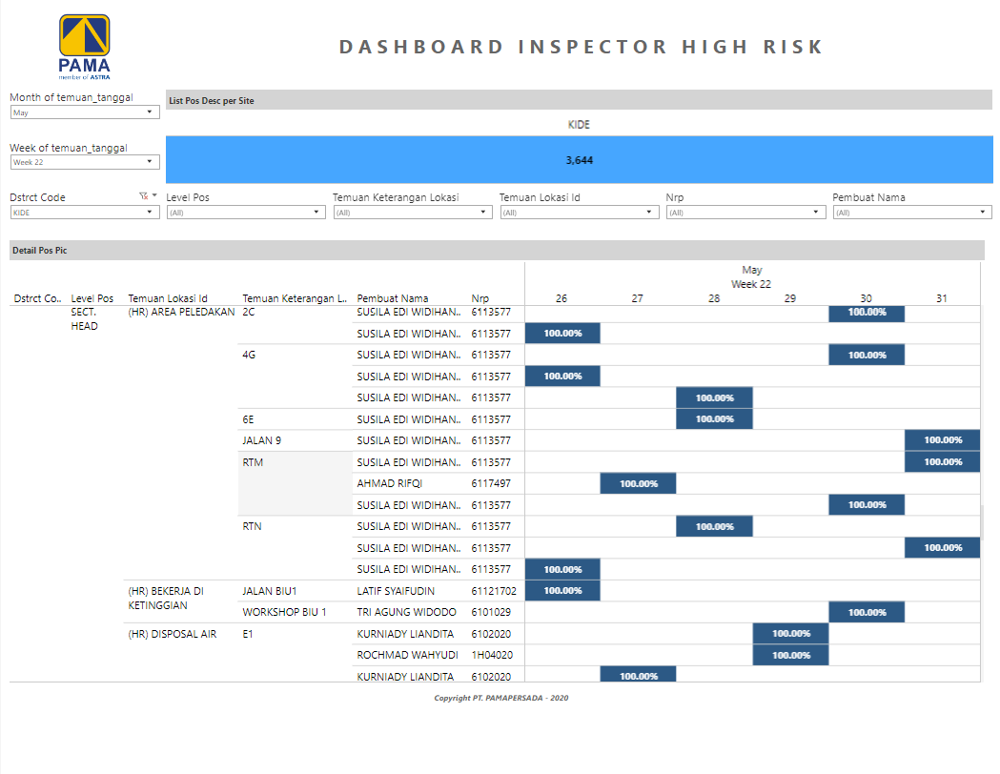 PAMA
member of ASTRA
DASHBOARD INSPECTOR HIGH RISK
Month of temuan_tanggal
May
List Pos Desc per Site
KIDE
Week of temuan_tanggal
Week 22
3,644
Dstrct Code Level Pos Temuan Keterangan Lokasi Temuan Lokasi Id Nrp Pembuat Nama
KIDE (All) (All) (All) (All) (All)
Detail Pos Pic
May
Week 22
Dstrct Co.. Level Pos Temuan Lokasi Id Temuan Keterangan L.. Pembuat Nama Nrp 26 27 28 29 30 31
SECT. HEAD (HR) AREA PELEDAKAN 2C SUSILA EDI WIDIHAN.. 6113577 100.00%
SUSILA EDI WIDIHAN.. 6113577 100.00%
4G SUSILA EDI WIDIHAN.. 6113577 100.00%
SUSILA EDI WIDIHAN.. 6113577 100.00%
SUSILA EDI WIDIHAN.. 6113577 100.00%
6E SUSILA EDI WIDIHAN.. 6113577 100.00%
JALAN 9 SUSILA EDI WIDIHAN.. 6113577 100.00%
RTM SUSILA EDI WIDIHAN.. 6113577 100.00%
AHMAD RIFQI 6117497 100.00%
SUSILA EDI WIDIHAN.. 6113577 100.00%
RTN SUSILA EDI WIDIHAN.. 6113577 100.00%
SUSILA EDI WIDIHAN.. 6113577 100.00%
SUSILA EDI WIDIHAN.. 6113577 100.00%
(HR) BEKERJA DI KETINGGIAN JALAN BIU1 LATIF SYAIFUDIN 61121702 100.00%
WORKSHOP BIU 1 TRI AGUNG WIDODO 6101029 100.00%
(HR) DISPOSAL AIR E1 KURNIADY LIANDITA 6102020 100.00%
ROCHMAD WAHYUDI 1H04020 100.00%
KURNIADY LIANDITA 6102020 100.00%
Copyright PT. PAMAPERSADA - 2020